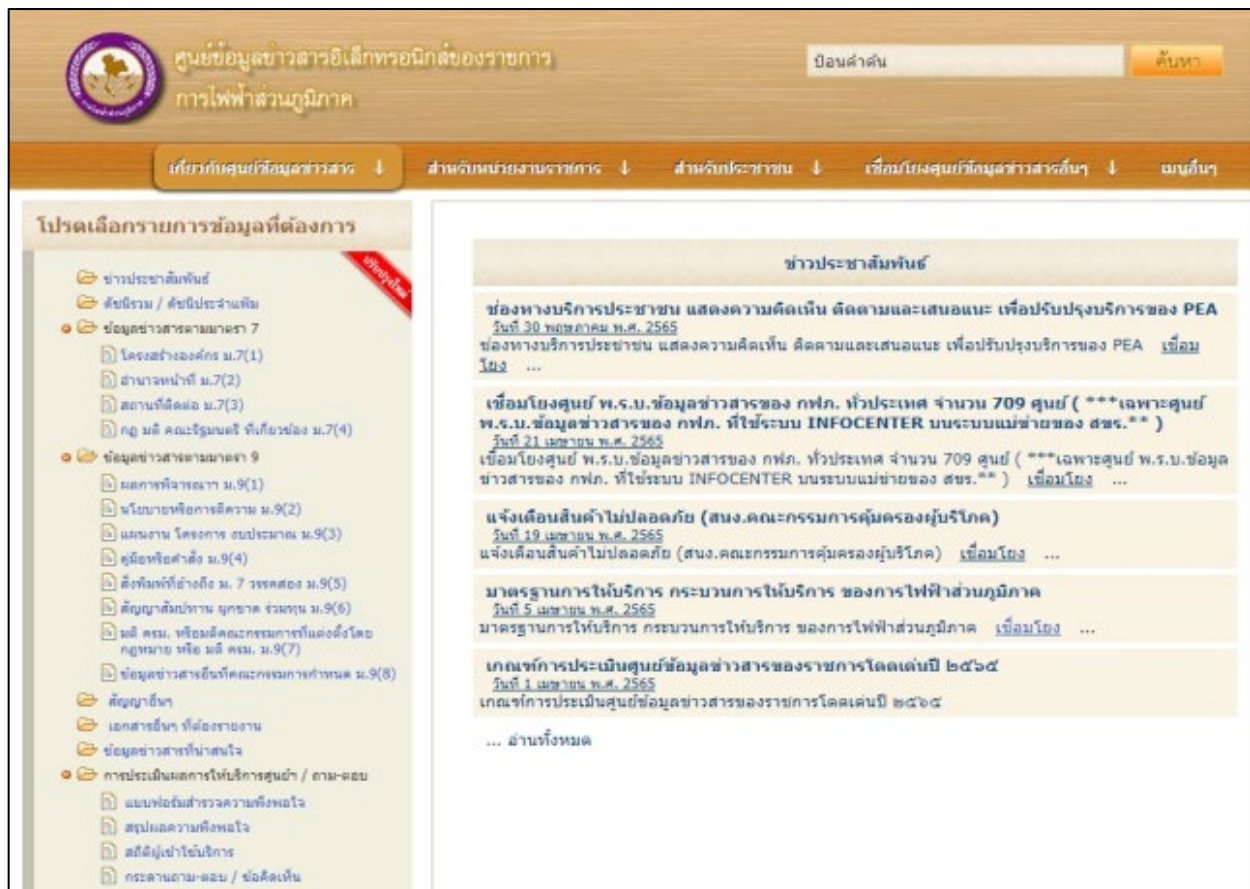 ศูนย์ข้อมูลข่าวสารอิเล็กทรอนิกส์ของราชการ
การไฟฟ้าส่วนภูมิภาค
ป้อนคำค้น
ค้นหา
เกี่ยวกับศูนย์ข้อมูลข่าวสาร ↓ สำหรับหน่วยงานราชการ ↓ สำหรับประชาชน ↓ เชื่อมโยงศูนย์ข้อมูลข่าวสารอื่นๆ ↓ เมนูอื่นๆ
โปรดเลือกรายการข้อมูลที่ต้องการ
ปรับปรุงใหม่
ข่าวประชาสัมพันธ์
ดัชนีรวม / ดัชนีประจำแฟ้ม
ข้อมูลข่าวสารตามมาตรา 7
โครงสร้างองค์กร ม.7(1)
อำนาจหน้าที่ ม.7(2)
สถานที่ติดต่อ ม.7(3)
กฎ มติ คณะรัฐมนตรี ที่เกี่ยวข้อง ม.7(4)
ข้อมูลข่าวสารตามมาตรา 9
ผลการพิจารณาฯ ม.9(1)
นโยบายหรือการตีความ ม.9(2)
แผนงาน โครงการ งบประมาณ ม.9(3)
คู่มือหรือคำสั่ง ม.9(4)
สิ่งพิมพ์ที่อ้างถึง ม. 7 วรรคสอง ม.9(5)
สัญญาสัมปทาน ผูกขาด ร่วมทุน ม.9(6)
มติ ครม. หรือมติคณะกรรมการที่แต่งตั้งโดย
กฎหมาย หรือ มติ ครม. ม.9(7)
ข้อมูลข่าวสารอื่นที่คณะกรรมการกำหนด ม.9(8)
สัญญาอื่นๆ
เอกสารอื่นๆ ที่ต้องรายงาน
ข้อมูลข่าวสารที่น่าสนใจ
การประเมินผลการให้บริการศูนย์ฯ / ถาม-ตอบ
แบบฟอร์มสำรวจความพึงพอใจ
สรุปผลความพึงพอใจ
สถิติผู้เข้าใช้บริการ
กระดานถาม-ตอบ / ข้อคิดเห็น
ข่าวประชาสัมพันธ์
ช่องทางบริการประชาชน แสดงความคิดเห็น ติดตามและเสนอแนะ เพื่อปรับปรุงบริการของ PEA
วันที่ 30 พฤษภาคม พ.ศ. 2565
ช่องทางบริการประชาชน แสดงความคิดเห็น ติดตามและเสนอแนะ เพื่อปรับปรุงบริการของ PEA เชื่อม
โยง ...
เชื่อมโยงศูนย์ พ.ร.บ.ข้อมูลข่าวสารของ กฟภ. ทั่วประเทศ จำนวน 709 ศูนย์ ( ***เฉพาะศูนย์
พ.ร.บ.ข้อมูลข่าวสารของ กฟภ. ที่ใช้ระบบ INFOCENTER บนระบบแม่ข่ายของ สขร.** )
วันที่ 21 เมษายน พ.ศ. 2565
เชื่อมโยงศูนย์ พ.ร.บ.ข้อมูลข่าวสารของ กฟภ. ทั่วประเทศ จำนวน 709 ศูนย์ ( ***เฉพาะศูนย์ พ.ร.บ.ข้อมูล
ข่าวสารของ กฟภ. ที่ใช้ระบบ INFOCENTER บนระบบแม่ข่ายของ สขร.** ) เชื่อมโยง ...
แจ้งเตือนสินค้าไม่ปลอดภัย (สนง.คณะกรรมการคุ้มครองผู้บริโภค)
วันที่ 19 เมษายน พ.ศ. 2565
แจ้งเตือนสินค้าไม่ปลอดภัย (สนง.คณะกรรมการคุ้มครองผู้บริโภค) เชื่อมโยง ...
มาตรฐานการให้บริการ กระบวนการให้บริการ ของการไฟฟ้าส่วนภูมิภาค
วันที่ 5 เมษายน พ.ศ. 2565
มาตรฐานการให้บริการ กระบวนการให้บริการ ของการไฟฟ้าส่วนภูมิภาค เชื่อมโยง ...
เกณฑ์การประเมินศูนย์ข้อมูลข่าวสารของราชการโดดเด่นปี ๒๕๖๕
วันที่ 1 เมษายน พ.ศ. 2565
เกณฑ์การประเมินศูนย์ข้อมูลข่าวสารของราชการโดดเด่นปี ๒๕๖๕
... อ่านทั้งหมด